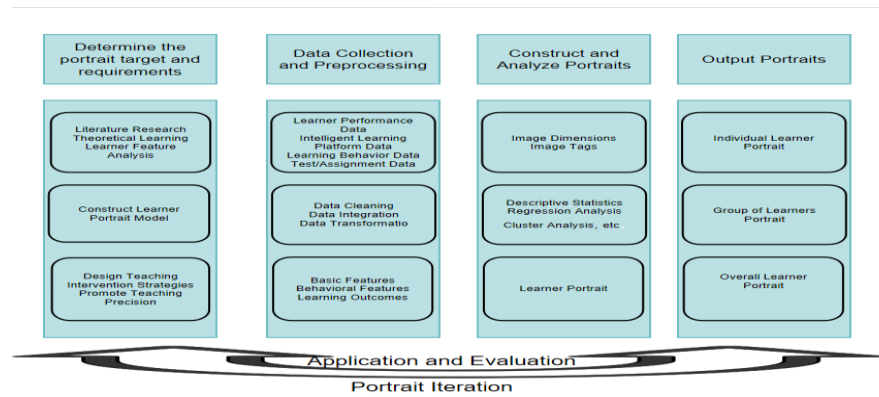 Determine the
portrait target and
requirements
Data Collection
and Preprocessing
Construct and
Analyze Portraits
Output Portraits
Literature Research
Theoretical Learning
Learner Feature
Analysis
Construct Learner
Portrait Model
Design Teaching
Intervention Strategies
Promote Teaching
Precision
Learner Performance
Data
Intelligent Learning
Platform Data
Learning Behavior Data
Test/Assignment Data
Data Cleaning
Data Integration
Data Transformatio
Basic Features
Behavioral Features
Learning Outcomes
Image Dimensions
Image Tags
Descriptive Statistics
Regression Analysis
Cluster Analysis, etc.
Learner Portrait
Individual Learner
Portrait
Group of Learners
Portrait
Overall Learner
Portrait
Application and Evaluation
Portrait Iteration